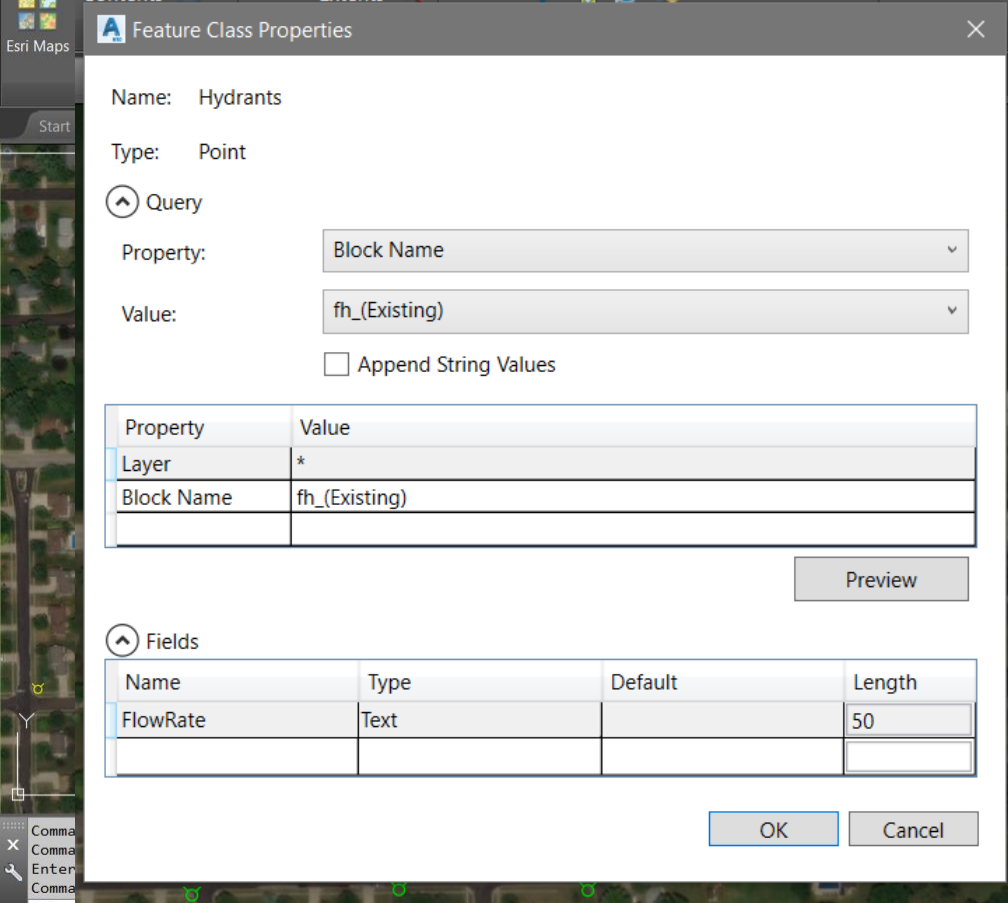 Feature Class Properties
Esri Maps
Start
Name: Hydrants
Type: Point
Query
Property: Block Name
Value: fh_(Existing)
Append String Values
Property Value
Layer *
Block Name fh_(Existing)
Preview
Fields
Name Type Default Length
FlowRate Text 50
OK Cancel
Y
Comma
Comma
Enter
Comma